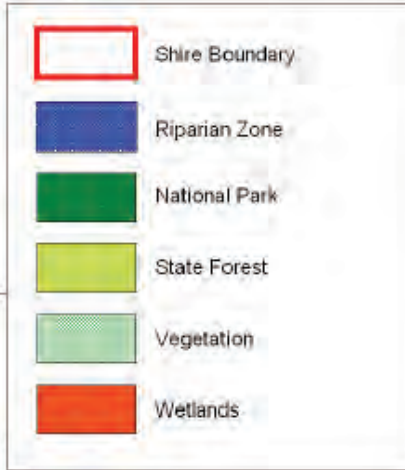 Shire Boundary
Riparian Zone
National Park
State Forest
Vegetation
Wetlands